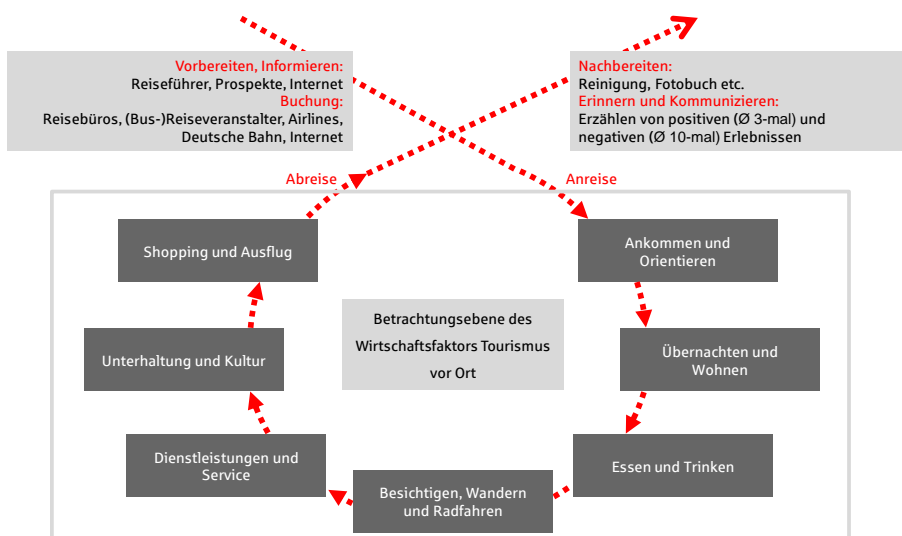 Vorbereiten, Informieren:
Reiseführer, Prospekte, Internet
Buchung:
Reisebüros, (Bus-)Reiseveranstalter, Airlines,
Deutsche Bahn, Internet
Nachbereiten:
Reinigung, Fotobuch etc.
Erinnern und Kommunizieren:
Erzählen von positiven (Ø 3-mal) und
negativen (Ø 10-mal) Erlebnissen
Abreise
Anreise
Shopping und Ausflug
Ankommen und
Orientieren
Betrachtungsebene des
Wirtschaftsfaktors Tourismus
vor Ort
Unterhaltung und Kultur
Übernachten und
Wohnen
Dienstleistungen und
Service
Essen und Trinken
Besichtigen, Wandern
und Radfahren